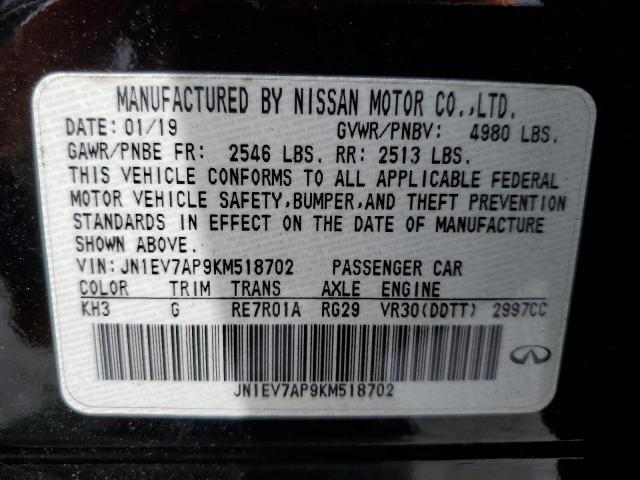 MANUFACTURED BY NISSAN MOTOR CO.,LTD.
DATE: 01/19 GVWR/PNBV: 4980 LBS.
GAWR/PNBE FR: 2546 LBS. RR: 2513 LBS.
THIS VEHICLE CONFORMS TO ALL APPLICABLE FEDERAL
MOTOR VEHICLE SAFETY,BUMPER,AND THEFT PREVENTION
STANDARDS IN EFFECT ON THE DATE OF MANUFACTURE
SHOWN ABOVE.
VIN: JN1EV7AP9KM518702 PASSENGER CAR
COLOR TRIM TRANS AXLE ENGINE
KH3 G RE7R01A RG29 VR30(DDTT) 2997CC
JN1EV7AP9KM518702